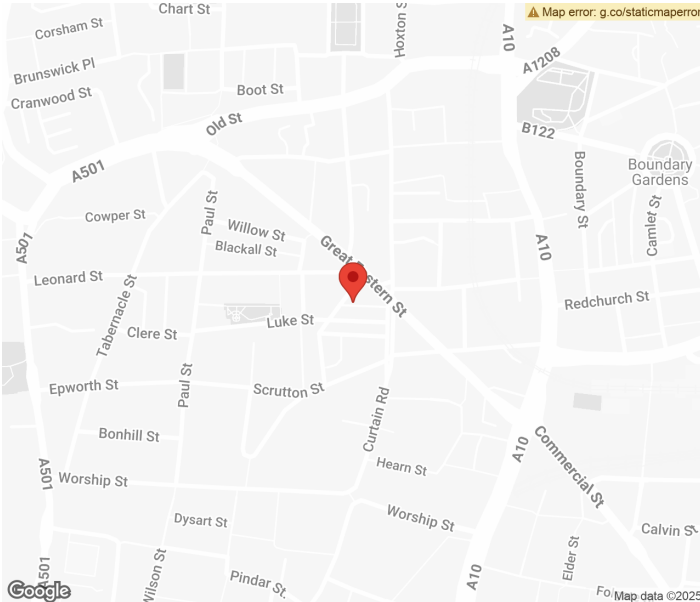 Chart St
Map error: g.co/staticmaperror
Corsham St
Hoxton S
A10
A1208
Brunswick Pl
Cranwood St
Boot St
Old St
B122
A501
Boundary
Gardens
Boundary St
Camlet St
Paul St
Cowper St
Willow St
Blackall St
A501
Great Eastern St
A10
Leonard St
Tabernacle St
Redchurch St
Luke St
Clere St
Paul St
Epworth St
Scrutton St
Curtain Rd
Bonhill St
A10
Commercial St
Hearn St
A501
Worship St
Worship St
Dysart St
Calvin S
Elder St
Wilson St
Pindar St
A501
A10
Google
Map data ©2025